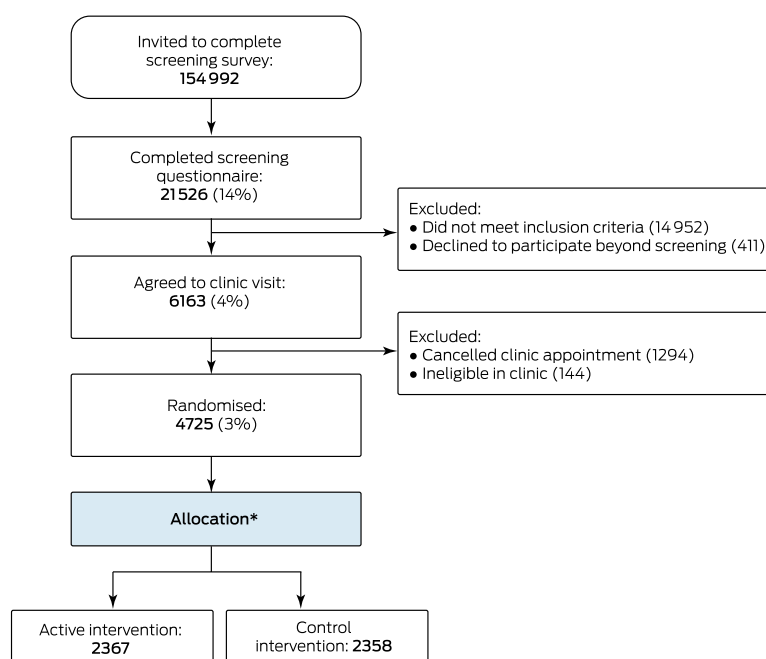 Invited to complete
screening survey:
154 992
Completed screening
questionnaire:
21 526 (14%)
Excluded:
● Did not meet inclusion criteria (14 952)
● Declined to participate beyond screening (411)
Agreed to clinic visit:
6163 (4%)
Excluded:
● Cancelled clinic appointment (1294)
● Ineligible in clinic (144)
Randomised:
4725 (3%)
Allocation*
Active intervention:
2367
Control
intervention: 2358